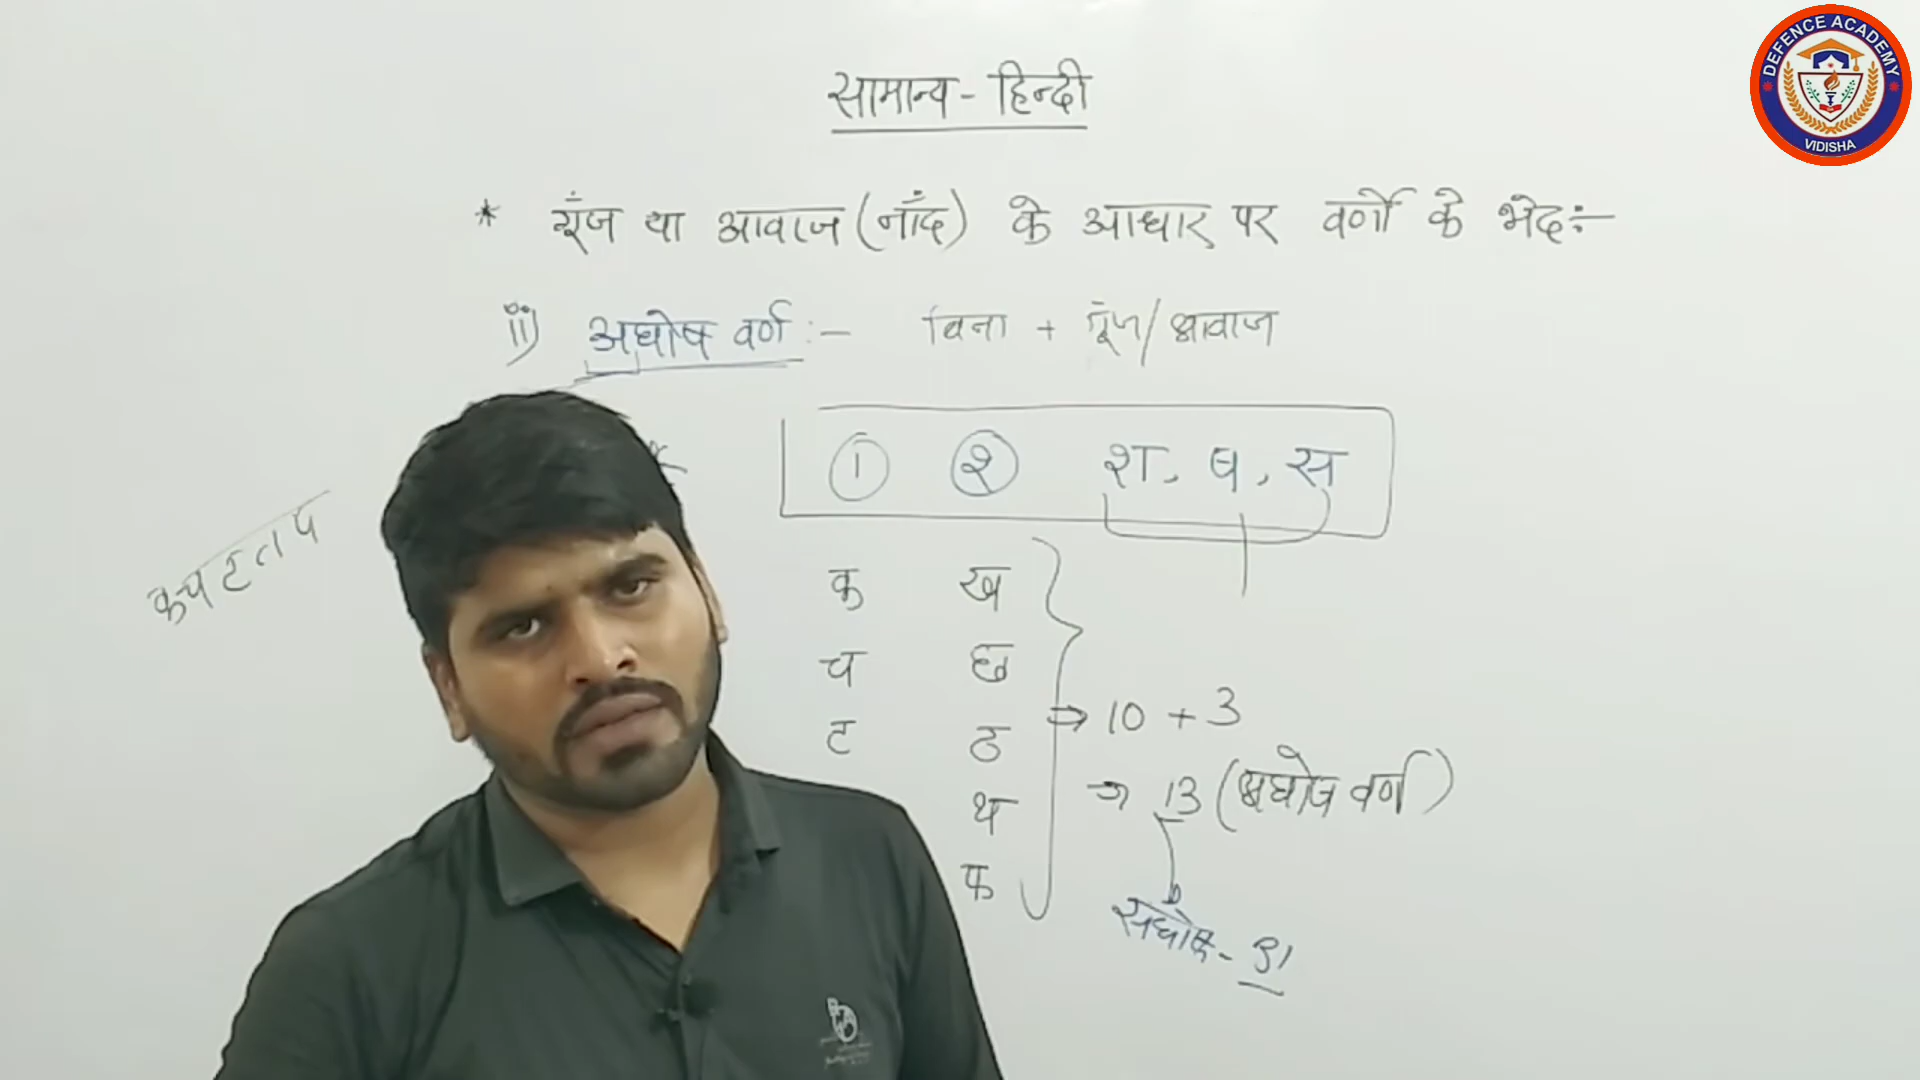 DEFENCE ACADEMY
VIDISHA
सामान्य - हिन्दी
* गूँज या आवाज (नाँद) के आधार पर वर्णों के भेद :-
ii) अघोष वर्ण :- बिना + गूंज/आवाज
① ② श, ष, स
कचटतप
क ख
च छ
ट ठ
थ
फ
⇒ 10 + 3
⇒ 13 (अघोष वर्ण)
सघोष - 31